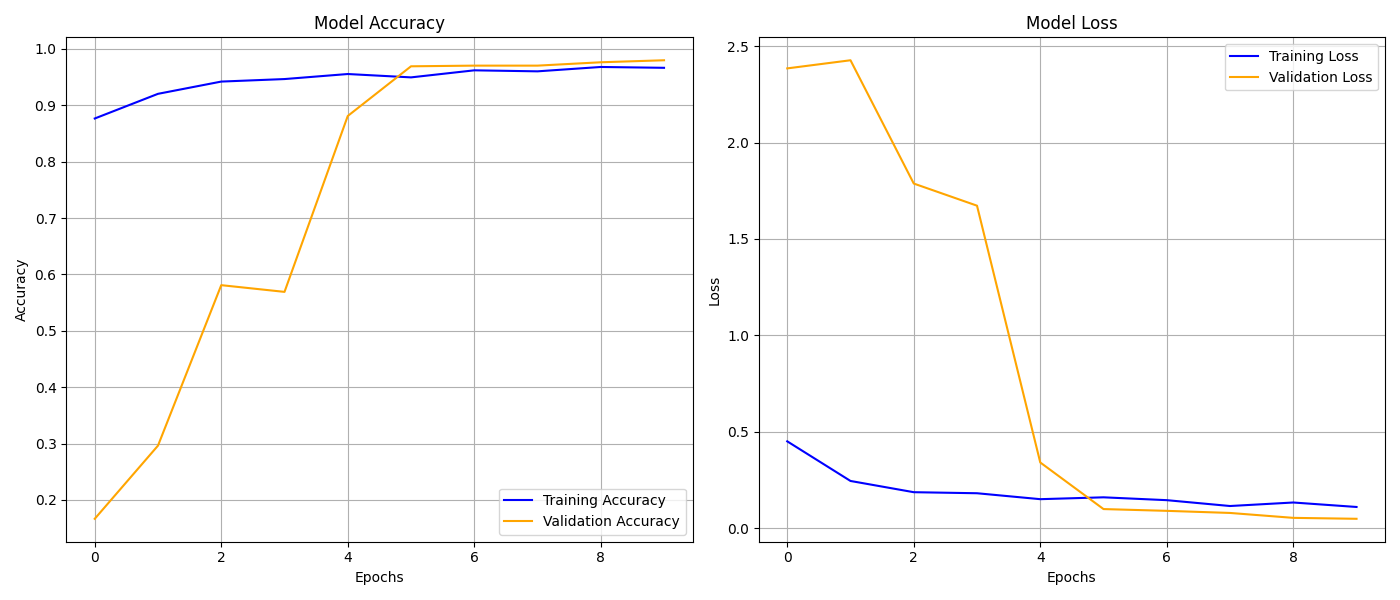 Model Accuracy
1.0
0.9
0.8
0.7
0.6
0.5
0.4
0.3
0.2
Accuracy
0
2
4
6
8
Epochs
Training Accuracy
Validation Accuracy
Model Loss
2.5
2.0
1.5
1.0
0.5
0.0
Loss
0
2
4
6
8
Epochs
Training Loss
Validation Loss